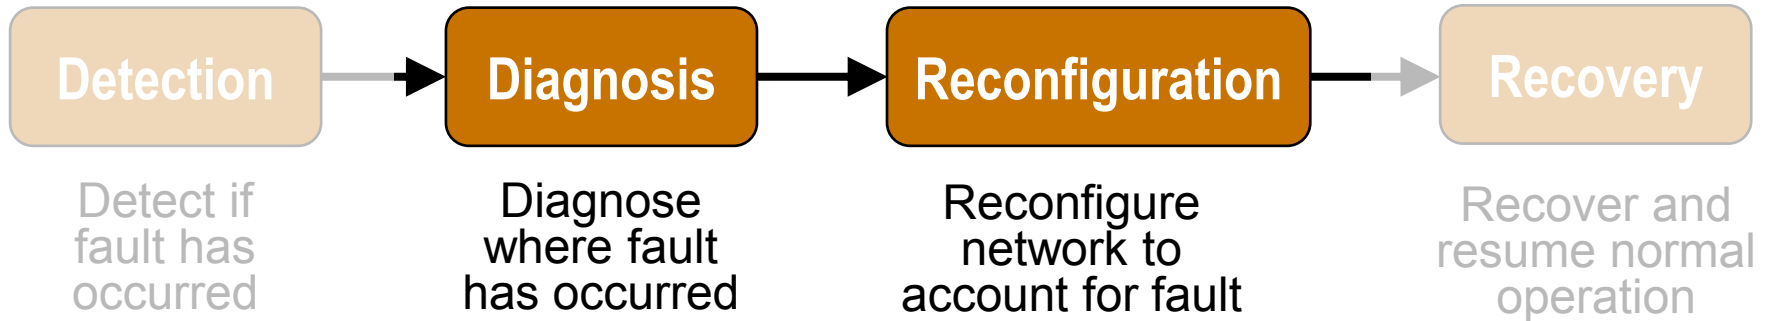 Detection
Diagnosis
Reconfiguration
Recovery
Detect if
fault has
occurred
Diagnose
where fault
has occurred
Reconfigure
network to
account for fault
Recover and
resume normal
operation